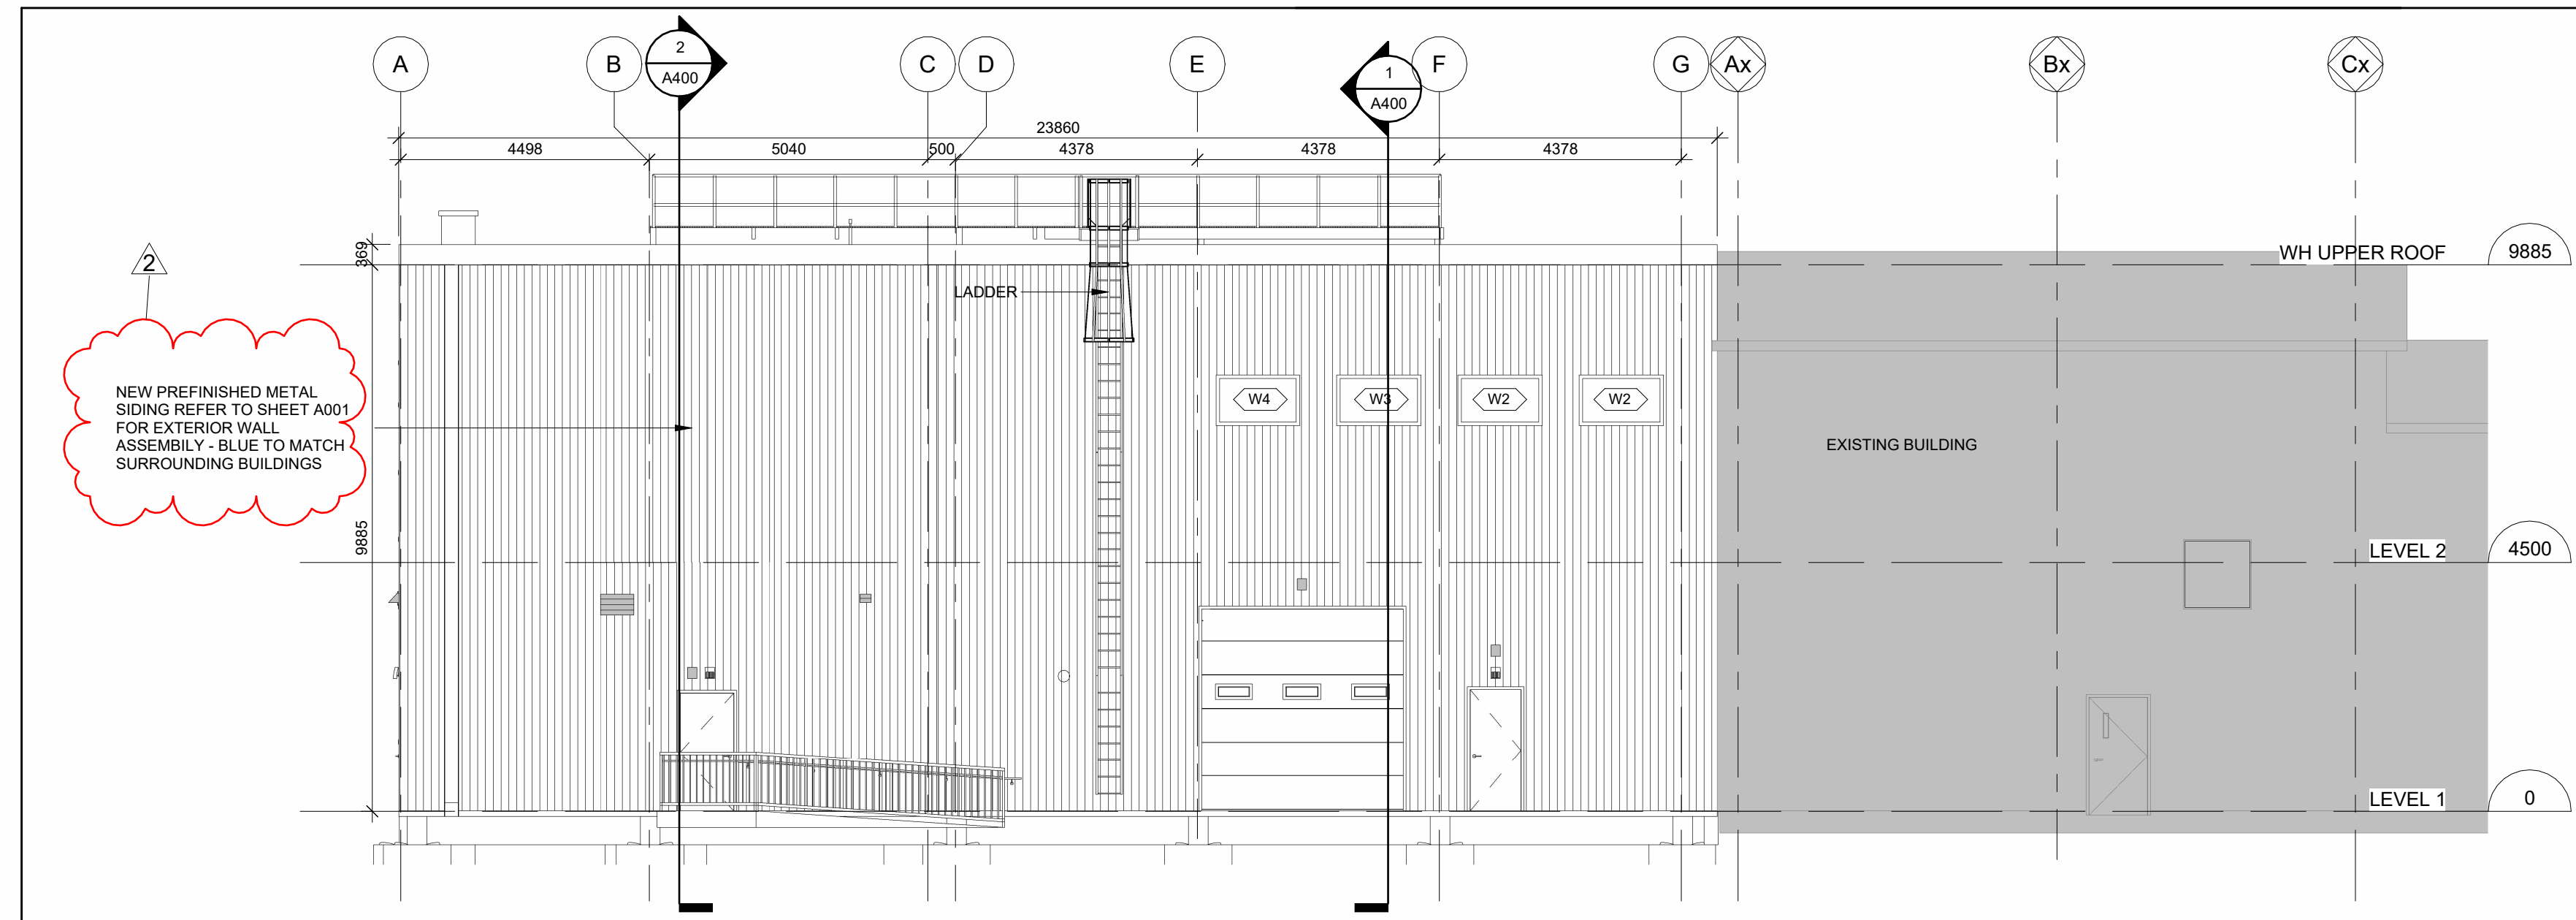 A
B
2
A400
C
D
E
1
A400
F
G
Ax
Bx
Cx
23860
4498
5040
500
4378
4378
4378
369
2
WH UPPER ROOF
9885
LADDER
NEW PREFINISHED METAL
SIDING REFER TO SHEET A001
FOR EXTERIOR WALL
ASSEMBILY - BLUE TO MATCH
SURROUNDING BUILDINGS
W4
W3
W2
W2
EXISTING BUILDING
9885
LEVEL 2
4500
LEVEL 1
0